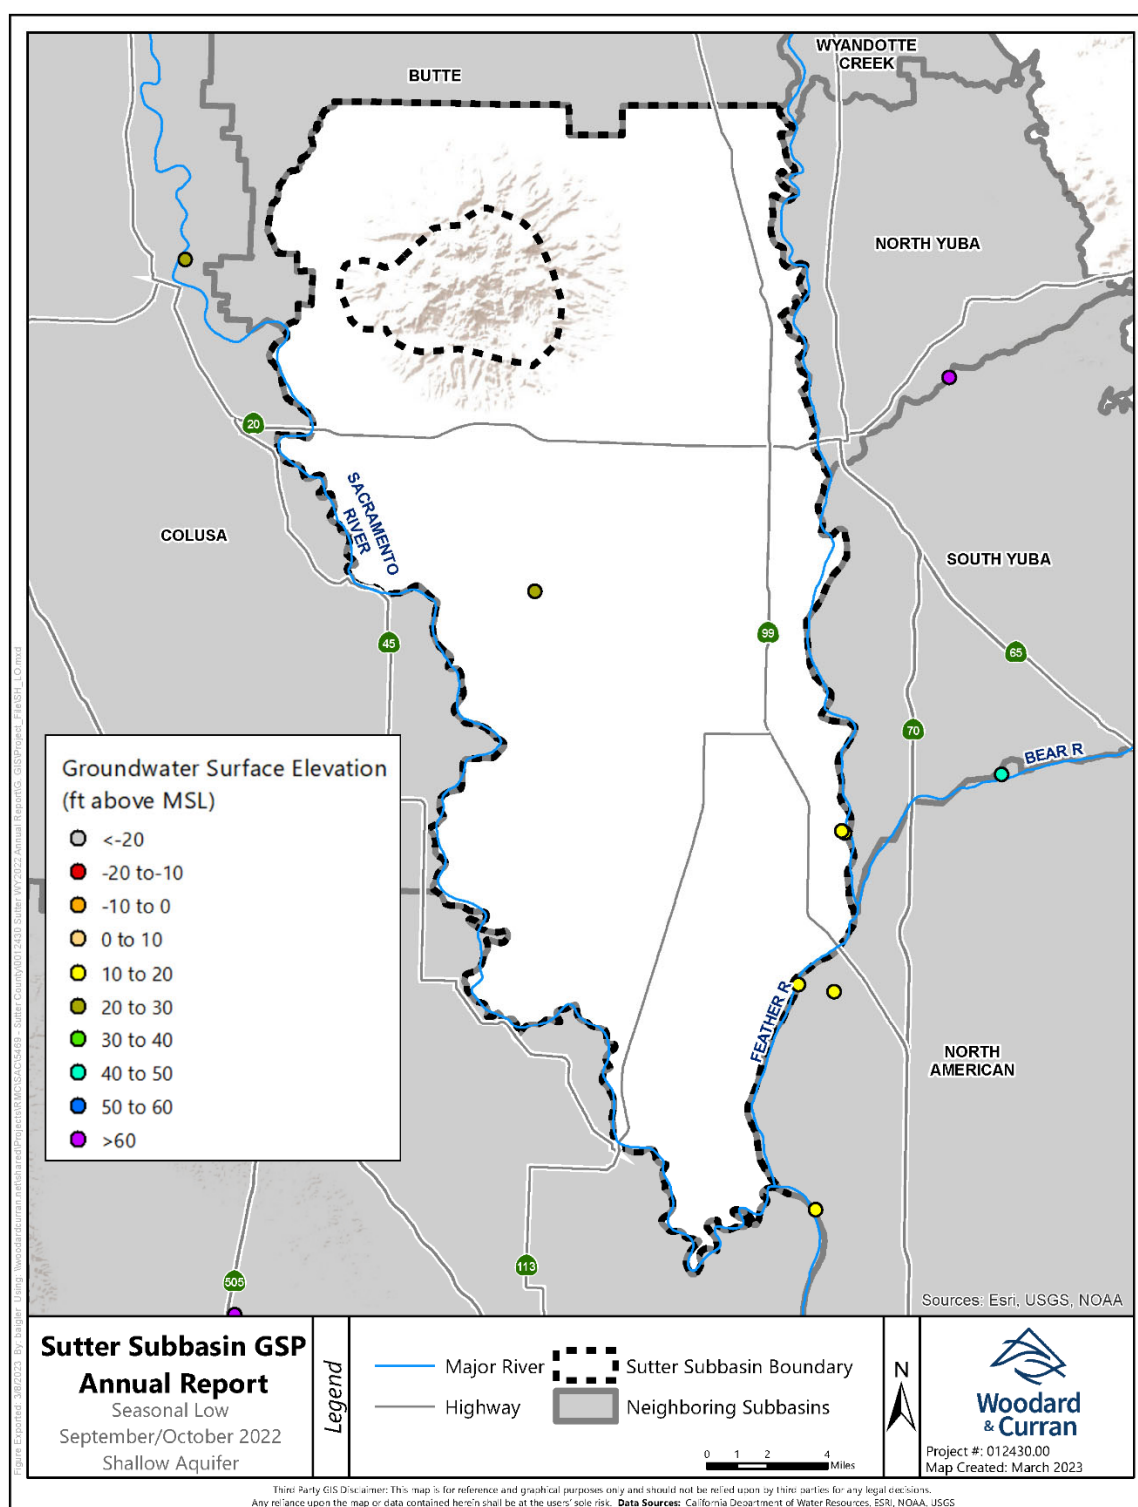 WYANDOTTE
CREEK
BUTTE
NORTH YUBA
20
SACRAMENTO
RIVER
COLUSA
SOUTH YUBA
45
99
65
70
BEAR R
Groundwater Surface Elevation
(ft above MSL)
<-20
-20 to-10
-10 to 0
0 to 10
10 to 20
20 to 30
30 to 40
40 to 50
50 to 60
>60
FEATHER R
NORTH
AMERICAN
113
505
Sources: Esri, USGS, NOAA
Sutter Subbasin GSP
Annual Report
Seasonal Low
September/October 2022
Shallow Aquifer
Legend
Major River
Highway
Sutter Subbasin Boundary
Neighboring Subbasins
0 1 2 4
Miles
N
Woodard
& Curran
Project #: 012430.00
Map Created: March 2023
Third Party GIS Disclaimer: This map is for reference and graphical purposes only and should not be relied upon by third parties for any legal decisions.
Any reliance upon the map or data contained herein shall be at the users' sole risk. Data Sources: California Department of Water Resources, ESRI, NOAA, USGS